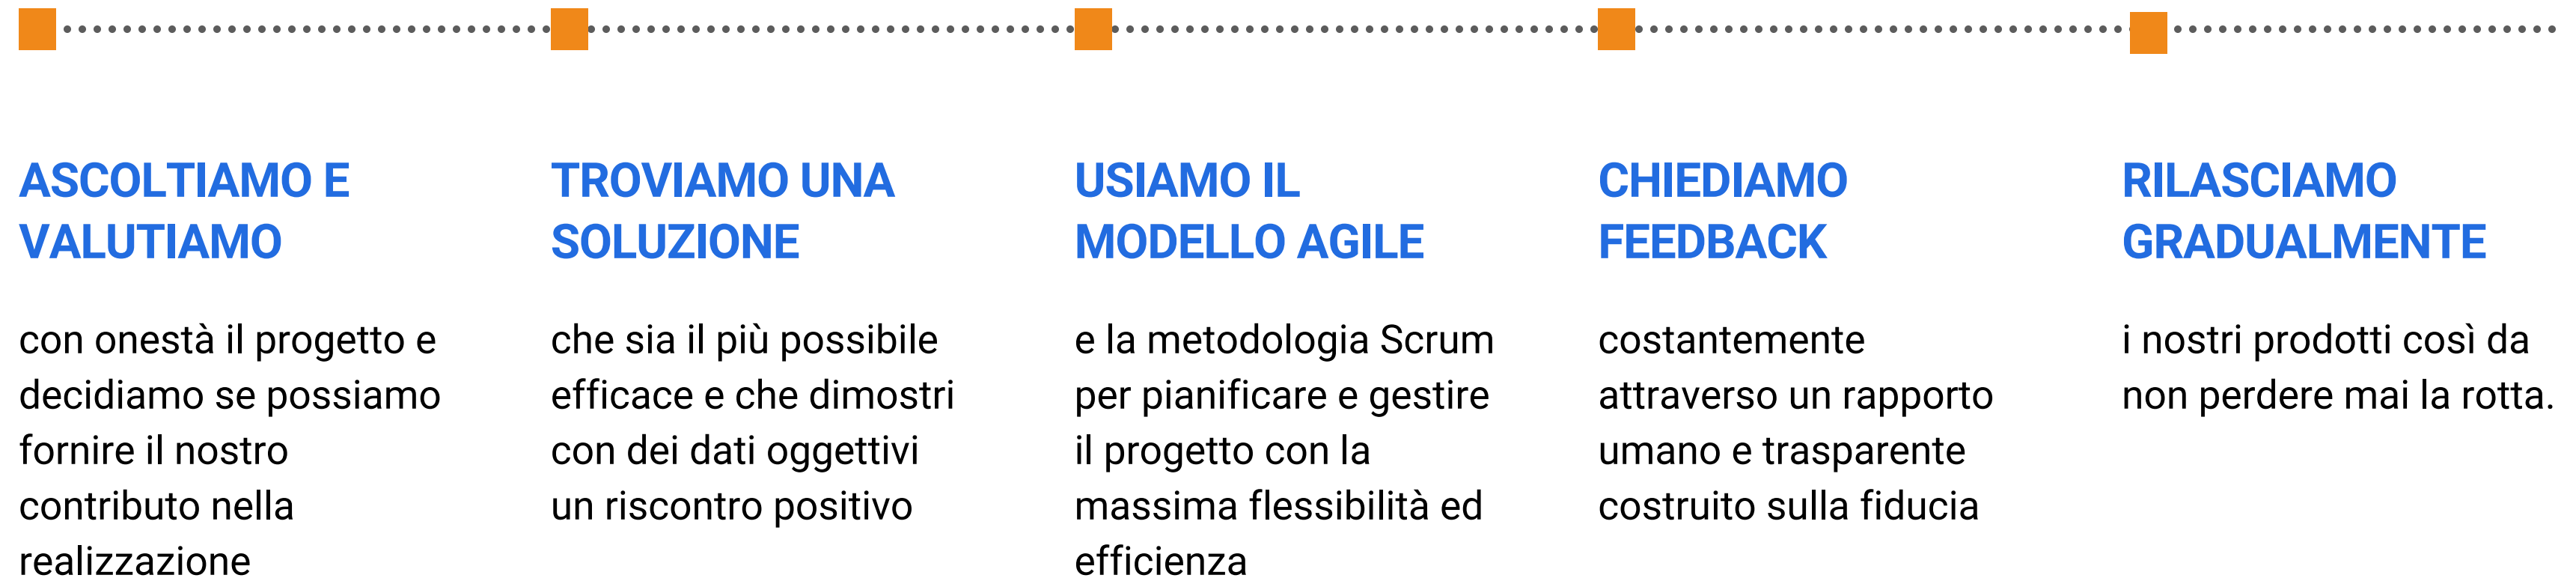 ASCOLTIAMO E
VALUTIAMO
con onestà il progetto e
decidiamo se possiamo
fornire il nostro
contributo nella
realizzazione
TROVIAMO UNA
SOLUZIONE
che sia il più possibile
efficace e che dimostri
con dei dati oggettivi
un riscontro positivo
USIAMO IL
MODELLO AGILE
e la metodologia Scrum
per pianificare e gestire
il progetto con la
massima flessibilità ed
efficienza
CHIEDIAMO
FEEDBACK
costantemente
attraverso un rapporto
umano e trasparente
costruito sulla fiducia
RILASCIAMO
GRADUALMENTE
i nostri prodotti così da
non perdere mai la rotta.